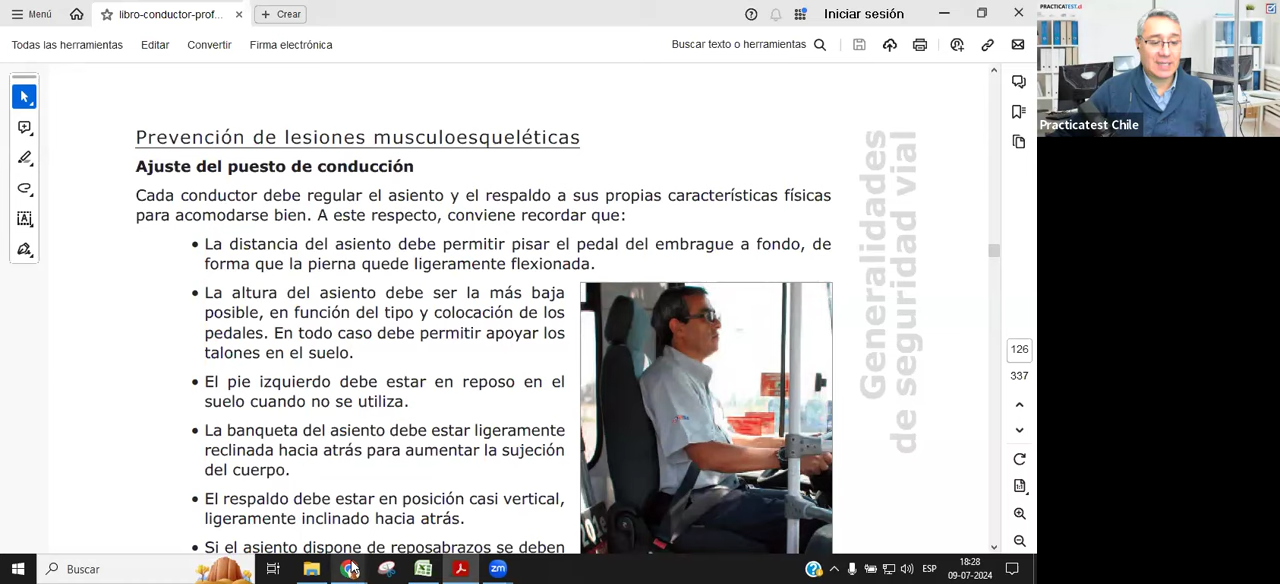 Menú
libro-conductor-prof...
Crear
Iniciar sesión
Todas las herramientas
Editar
Convertir
Firma electrónica
Buscar texto o herramientas
PRACTICATEST.cl
Practicatest Chile
Prevención de lesiones musculoesqueléticas
Ajuste del puesto de conducción
Cada conductor debe regular el asiento y el respaldo a sus propias características físicas
para acomodarse bien. A este respecto, conviene recordar que:
• La distancia del asiento debe permitir pisar el pedal del embrague a fondo, de
forma que la pierna quede ligeramente flexionada.
• La altura del asiento debe ser la más baja
posible, en función del tipo y colocación de los
pedales. En todo caso debe permitir apoyar los
talones en el suelo.
• El pie izquierdo debe estar en reposo en el
suelo cuando no se utiliza.
• La banqueta del asiento debe estar ligeramente
reclinada hacia atrás para aumentar la sujeción
del cuerpo.
• El respaldo debe estar en posición casi vertical,
ligeramente inclinado hacia atrás.
• Si el asiento dispone de reposabrazos se deben
Generalidades
de seguridad vial
126
337
Buscar
zm
ESP
18:28
09-07-2024